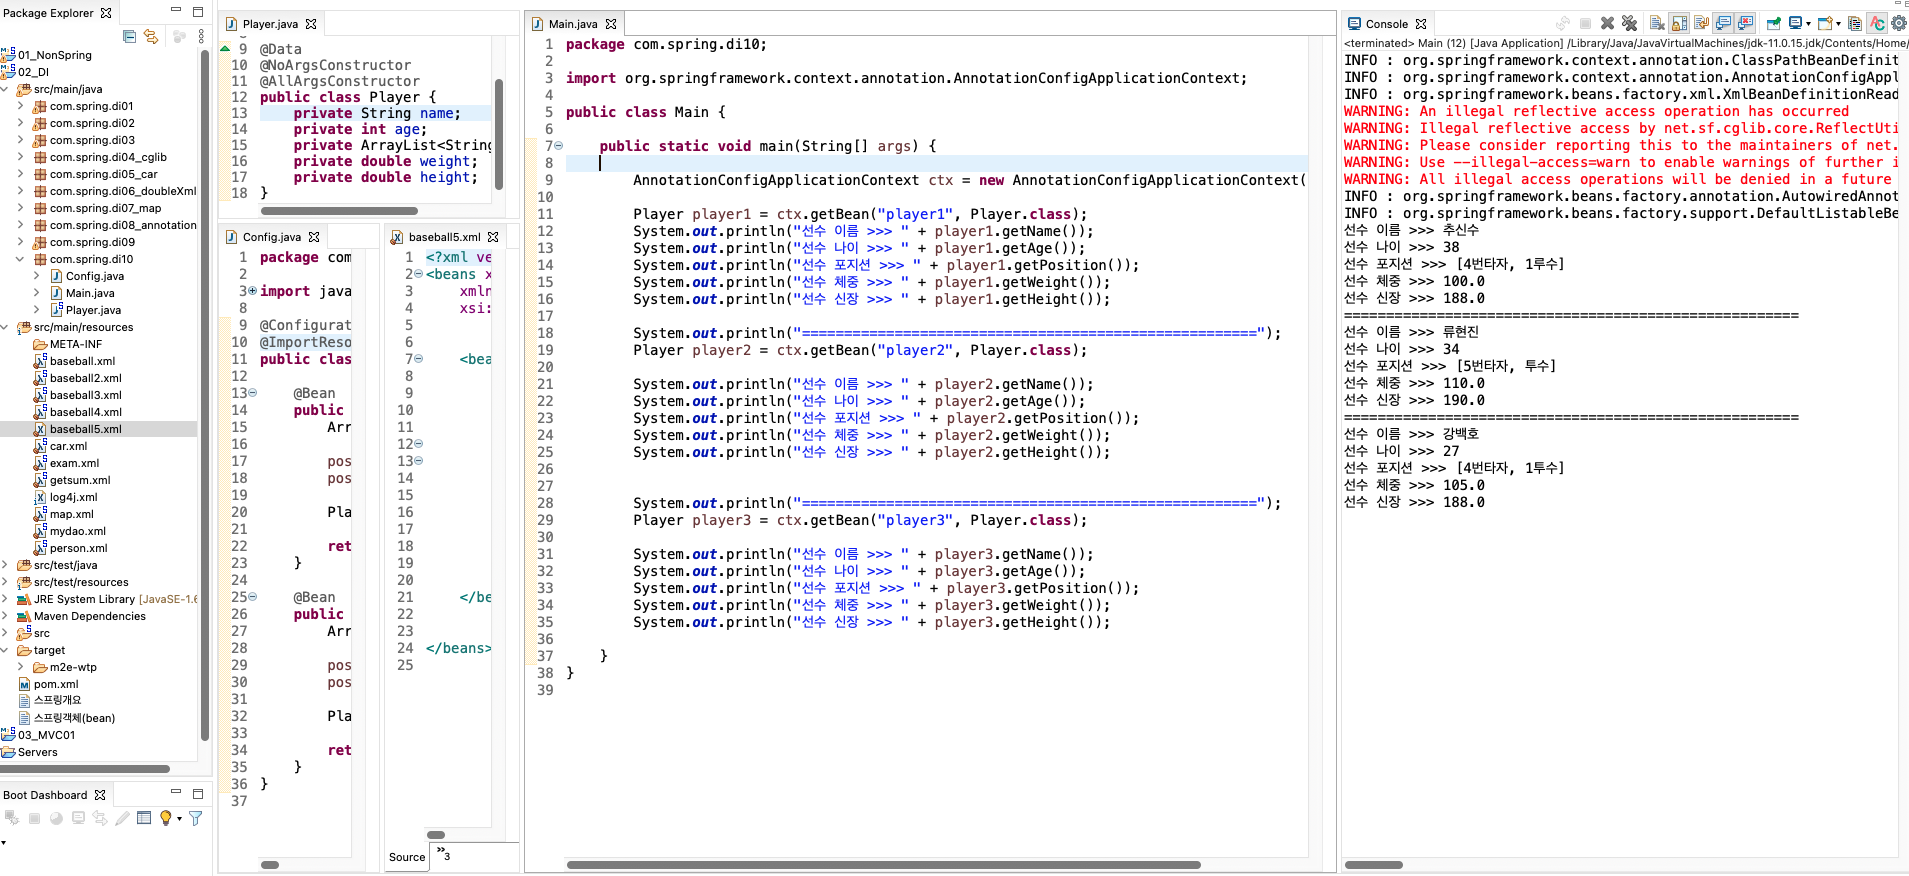 Package Explorer
01_NonSpring
02_DI
src/main/java
com.spring.di01
com.spring.di02
com.spring.di03
com.spring.di04_cglib
com.spring.di05_car
com.spring.di06_doubleXml
com.spring.di07_map
com.spring.di08_annotation
com.spring.di09
com.spring.di10
Config.java
Main.java
Player.java
src/main/resources
META-INF
baseball.xml
baseball2.xml
baseball3.xml
baseball4.xml
baseball5.xml
car.xml
exam.xml
getsum.xml
log4j.xml
map.xml
mydao.xml
person.xml
src/test/java
src/test/resources
JRE System Library [JavaSE-1.6
Maven Dependencies
src
target
m2e-wtp
pom.xml
스프링개요
스프링객체(bean)
03_MVC01
Servers
Boot Dashboard
Player.java
9 @Data
10 @NoArgsConstructor
11 @AllArgsConstructor
12 public class Player {
13 private String name;
14 private int age;
15 private ArrayList<String
16 private double weight;
17 private double height;
18 }
Config.java
1 package com
2
3 import java
8
9 @Configurat
10 @ImportReso
11 public clas
12
13 @Bean
14 public
15 Arr
16
17 pos
18 pos
19
20 Pla
21
22 ret
23 }
24
25 @Bean
26 public
27 Arr
28
29 pos
30 pos
31
32 Pla
33
34 ret
35 }
36 }
37
baseball5.xml
1 <?xml ve
2 <beans x
3 xmln
4 xsi:
5
6
7 <bea
8
9
10
11
12
13
14
15
16
17
18
19
20
21 </be
22
23
24 </beans>
25
Source
3
Main.java
1 package com.spring.di10;
2
3 import org.springframework.context.annotation.AnnotationConfigApplicationContext;
4
5 public class Main {
6
7 public static void main(String[] args) {
8
9 AnnotationConfigApplicationContext ctx = new AnnotationConfigApplicationContext(
10
11 Player player1 = ctx.getBean("player1", Player.class);
12 System.out.println("선수 이름 >>> " + player1.getName());
13 System.out.println("선수 나이 >>> " + player1.getAge());
14 System.out.println("선수 포지션 >>> " + player1.getPosition());
15 System.out.println("선수 체중 >>> " + player1.getWeight());
16 System.out.println("선수 신장 >>> " + player1.getHeight());
17
18 System.out.println("======================================================");
19 Player player2 = ctx.getBean("player2", Player.class);
20
21 System.out.println("선수 이름 >>> " + player2.getName());
22 System.out.println("선수 나이 >>> " + player2.getAge());
23 System.out.println("선수 포지션 >>> " + player2.getPosition());
24 System.out.println("선수 체중 >>> " + player2.getWeight());
25 System.out.println("선수 신장 >>> " + player2.getHeight());
26
27
28 System.out.println("======================================================");
29 Player player3 = ctx.getBean("player3", Player.class);
30
31 System.out.println("선수 이름 >>> " + player3.getName());
32 System.out.println("선수 나이 >>> " + player3.getAge());
33 System.out.println("선수 포지션 >>> " + player3.getPosition());
34 System.out.println("선수 체중 >>> " + player3.getWeight());
35 System.out.println("선수 신장 >>> " + player3.getHeight());
36
37 }
38 }
39
Console
<terminated> Main (12) [Java Application] /Library/Java/JavaVirtualMachines/jdk-11.0.15.jdk/Contents/Home/
INFO : org.springframework.context.annotation.ClassPathBeanDefinit
INFO : org.springframework.context.annotation.AnnotationConfigAppl
INFO : org.springframework.beans.factory.xml.XmlBeanDefinitionRead
WARNING: An illegal reflective access operation has occurred
WARNING: Illegal reflective access by net.sf.cglib.core.ReflectUti
WARNING: Please consider reporting this to the maintainers of net.
WARNING: Use --illegal-access=warn to enable warnings of further i
WARNING: All illegal access operations will be denied in a future
INFO : org.springframework.beans.factory.annotation.AutowiredAnnot
INFO : org.springframework.beans.factory.support.DefaultListableBe
선수 이름 >>> 추신수
선수 나이 >>> 38
선수 포지션 >>> [4번타자, 1루수]
선수 체중 >>> 100.0
선수 신장 >>> 188.0
======================================================
선수 이름 >>> 류현진
선수 나이 >>> 34
선수 포지션 >>> [5번타자, 투수]
선수 체중 >>> 110.0
선수 신장 >>> 190.0
======================================================
선수 이름 >>> 강백호
선수 나이 >>> 27
선수 포지션 >>> [4번타자, 1투수]
선수 체중 >>> 105.0
선수 신장 >>> 188.0